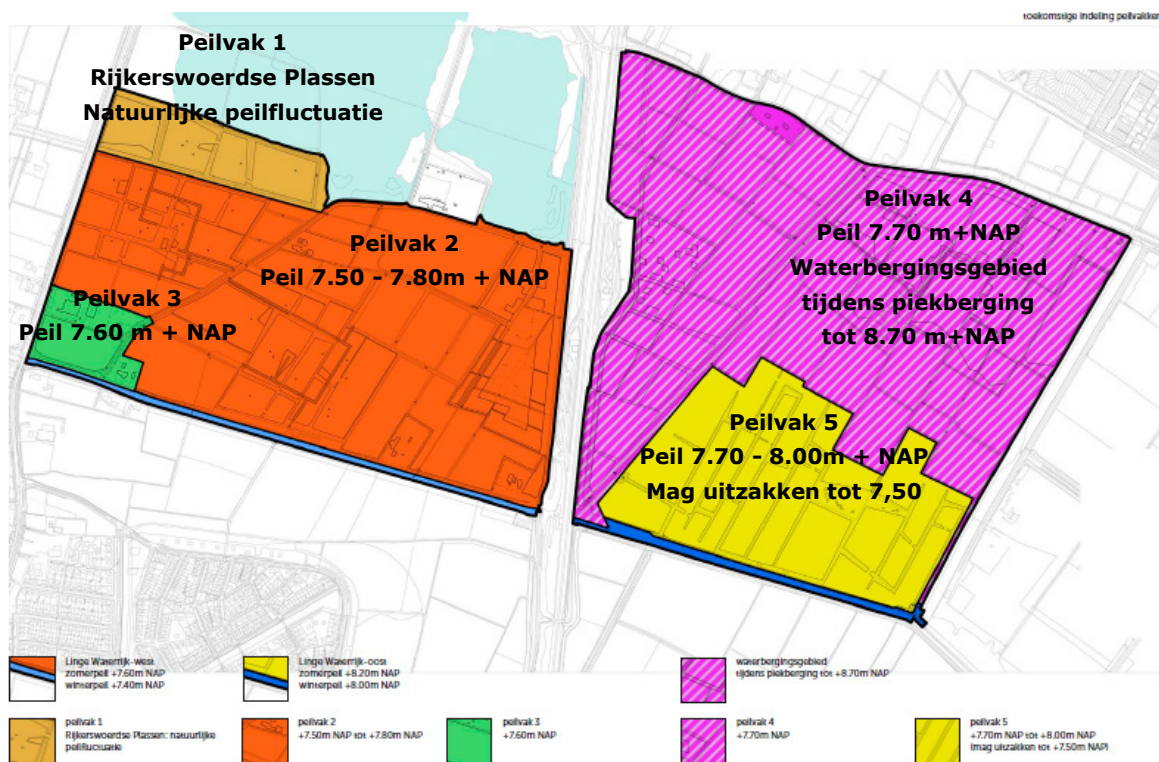 toekomstige indeling peilvakken
Peilvak 1
Rijkerswoerdse Plassen
Natuurlijke peilfluctuatie
Peilvak 2
Peil 7.50 - 7.80m + NAP
Peilvak 3
Peil 7.60 m + NAP
Peilvak 4
Peil 7.70 m+NAP
Waterbergingsgebied
tijdens piekberging
tot 8.70 m+NAP
Peilvak 5
Peil 7.70 - 8.00m + NAP
Mag uitzakken tot 7,50
Linge Waterrijk-west
zomerpeil +7.60m NAP
winterpeil +7.40m NAP
Linge Waterrijk-oost
zomerpeil +8.20m NAP
winterpeil +8.00m NAP
waterbergingsgebied
tijdens piekberging tot +8.70m NAP
peilvak 1
Rijkerswoerdse Plassen: natuurlijke
peilfluctuatie
peilvak 2
+7.50m NAP tot +7.80m NAP
peilvak 3
+7.60m NAP
peilvak 4
+7.70m NAP
peilvak 5
+7.70m NAP tot +8.00m NAP
(mag uitzakken tot +7.50m NAP)